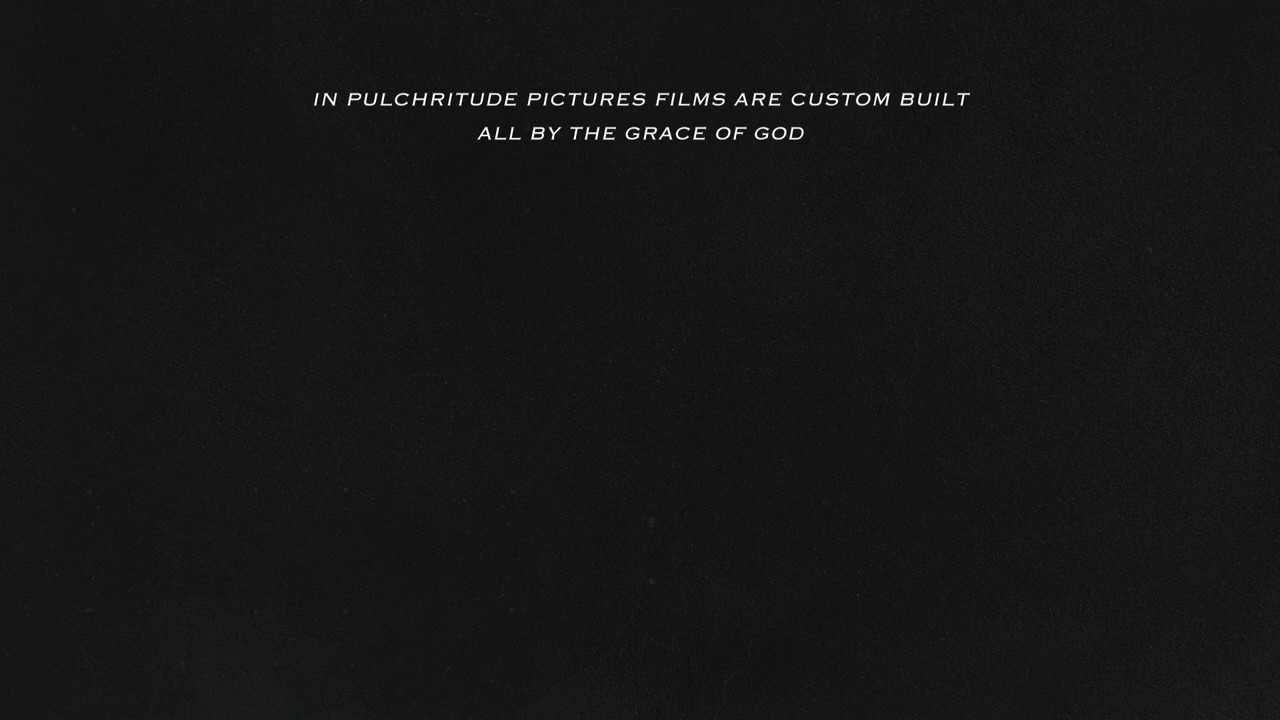 IN PULCHRITUDE PICTURES FILMS ARE CUSTOM BUILT
ALL BY THE GRACE OF GOD